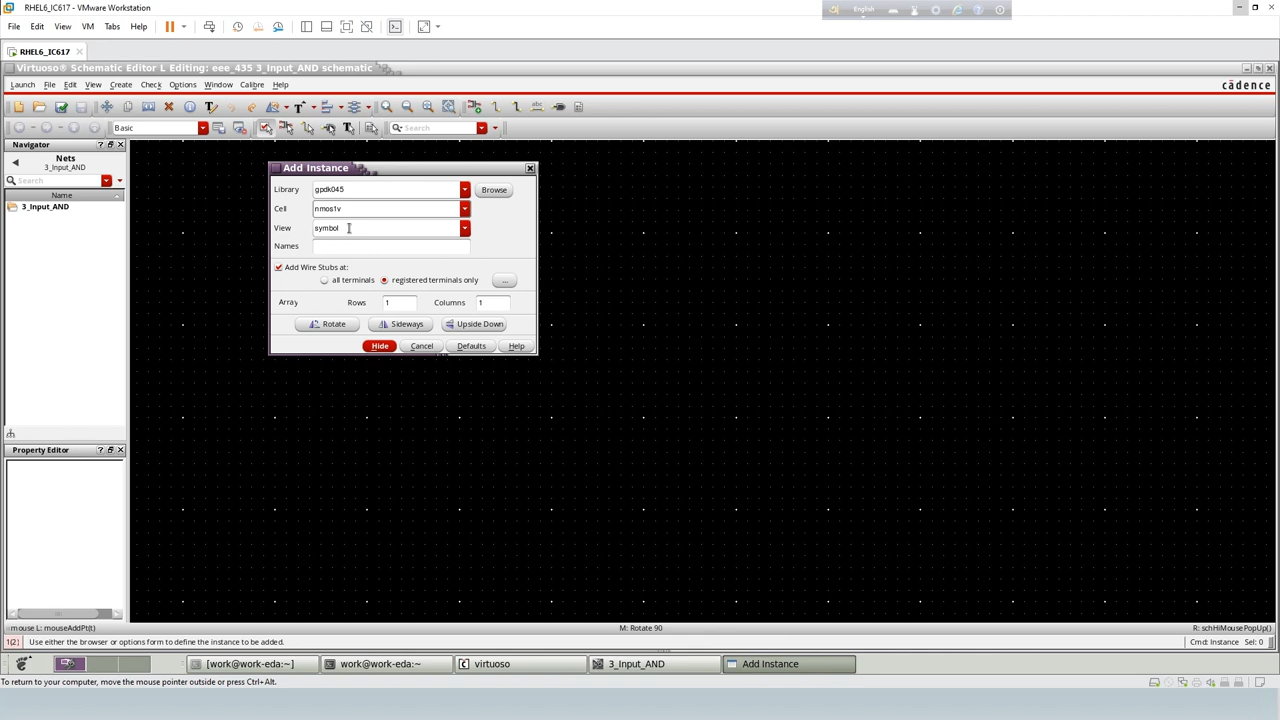 RHEL6_IC617 - VMware Workstation
English
File Edit View VM Tabs Help
RHEL6_IC617
Virtuoso® Schematic Editor L Editing: eee_435 3_Input_AND schematic
Launch File Edit View Create Check Options Window Calibre Help
cādence
Basic
Search
Navigator
Nets
3_Input_AND
Search
Name
3_Input_AND
Property Editor
Add Instance
Library gpdk045 Browse
Cell nmos1v
View symbol
Names
Add Wire Stubs at:
all terminals registered terminals only ...
Array Rows 1 Columns 1
Rotate Sideways Upside Down
Hide Cancel Defaults Help
mouse L: mouseAddPt(t) M: Rotate 90 R: schHiMousePopUp()
1(2) Use either the browser or options form to define the instance to be added. Cmd: Instance Sel: 0
[work@work-eda:~] work@work-eda:~ virtuoso 3_Input_AND Add Instance
To return to your computer, move the mouse pointer outside or press Ctrl+Alt.